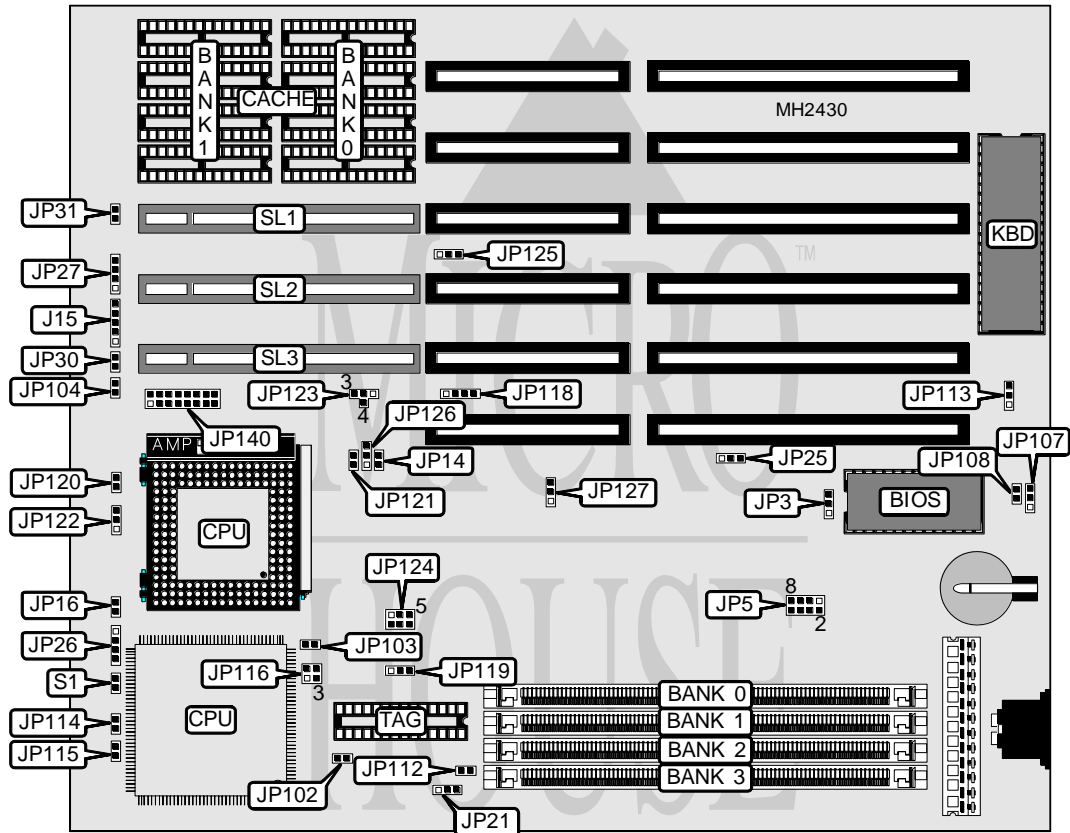 BANK 1
BANK 0
CACHE
MH2430
JP31
SL1
KBD
JP125
TM
JP27
SL2
J15
JP30
SL3
JP104
JP123
3
4
JP118
JP113
JP140
JP126
JP107
AMP
JP14
JP25
JP108
JP120
JP121
JP127
JP3
BIOS
JP122
CPU
JP124
5
8
JP16
JP5
2
JP26
JP103
JP116
3
JP119
S1
BANK 0
JP114
CPU
TAG
BANK 1
JP115
BANK 2
JP112
JP102
BANK 3
JP21
MICRO
HOUSE